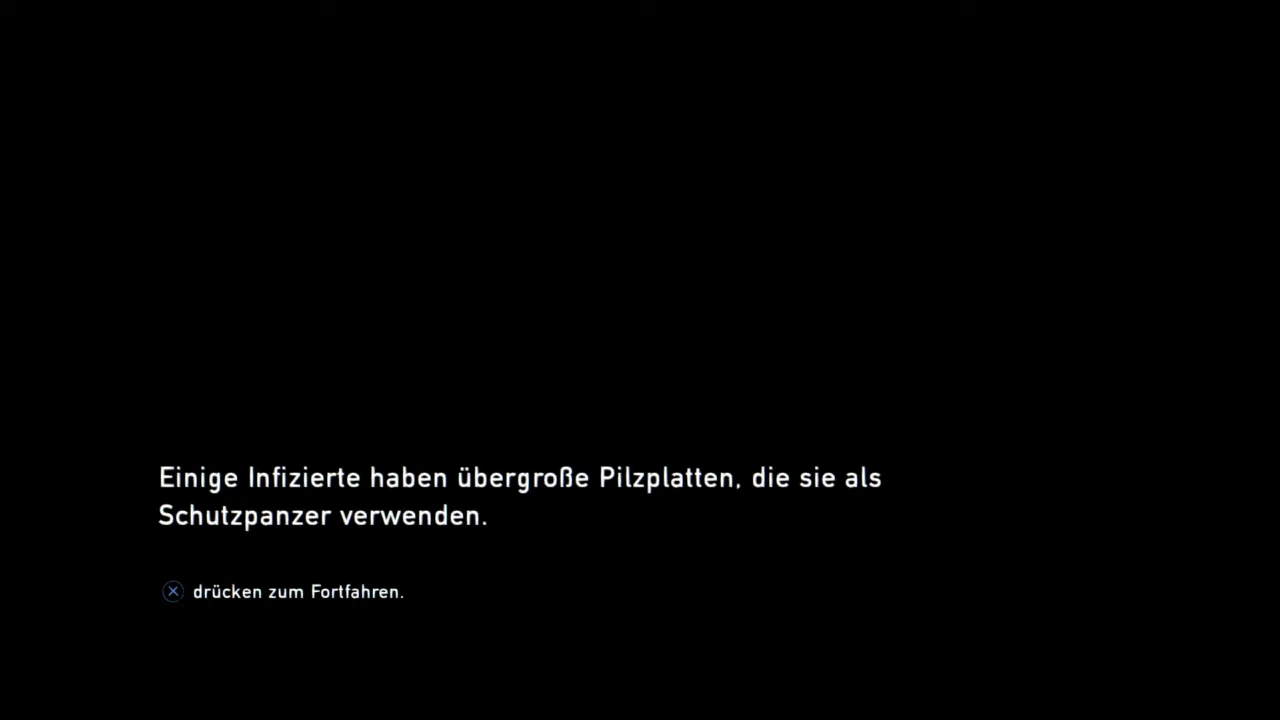 Einige Infizierte haben übergroße Pilzplatten, die sie als
Schutzpanzer verwenden.
drücken zum Fortfahren.